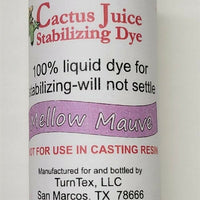 Cactus Juice
Stabilizing Dye
100% liquid dye for
stabilizing-will not settle
Mellow Mauve
NOT FOR USE IN CASTING RESIN
Manufactured for and bottled by
TurnTex, LLC
San Marcos, TX 78666